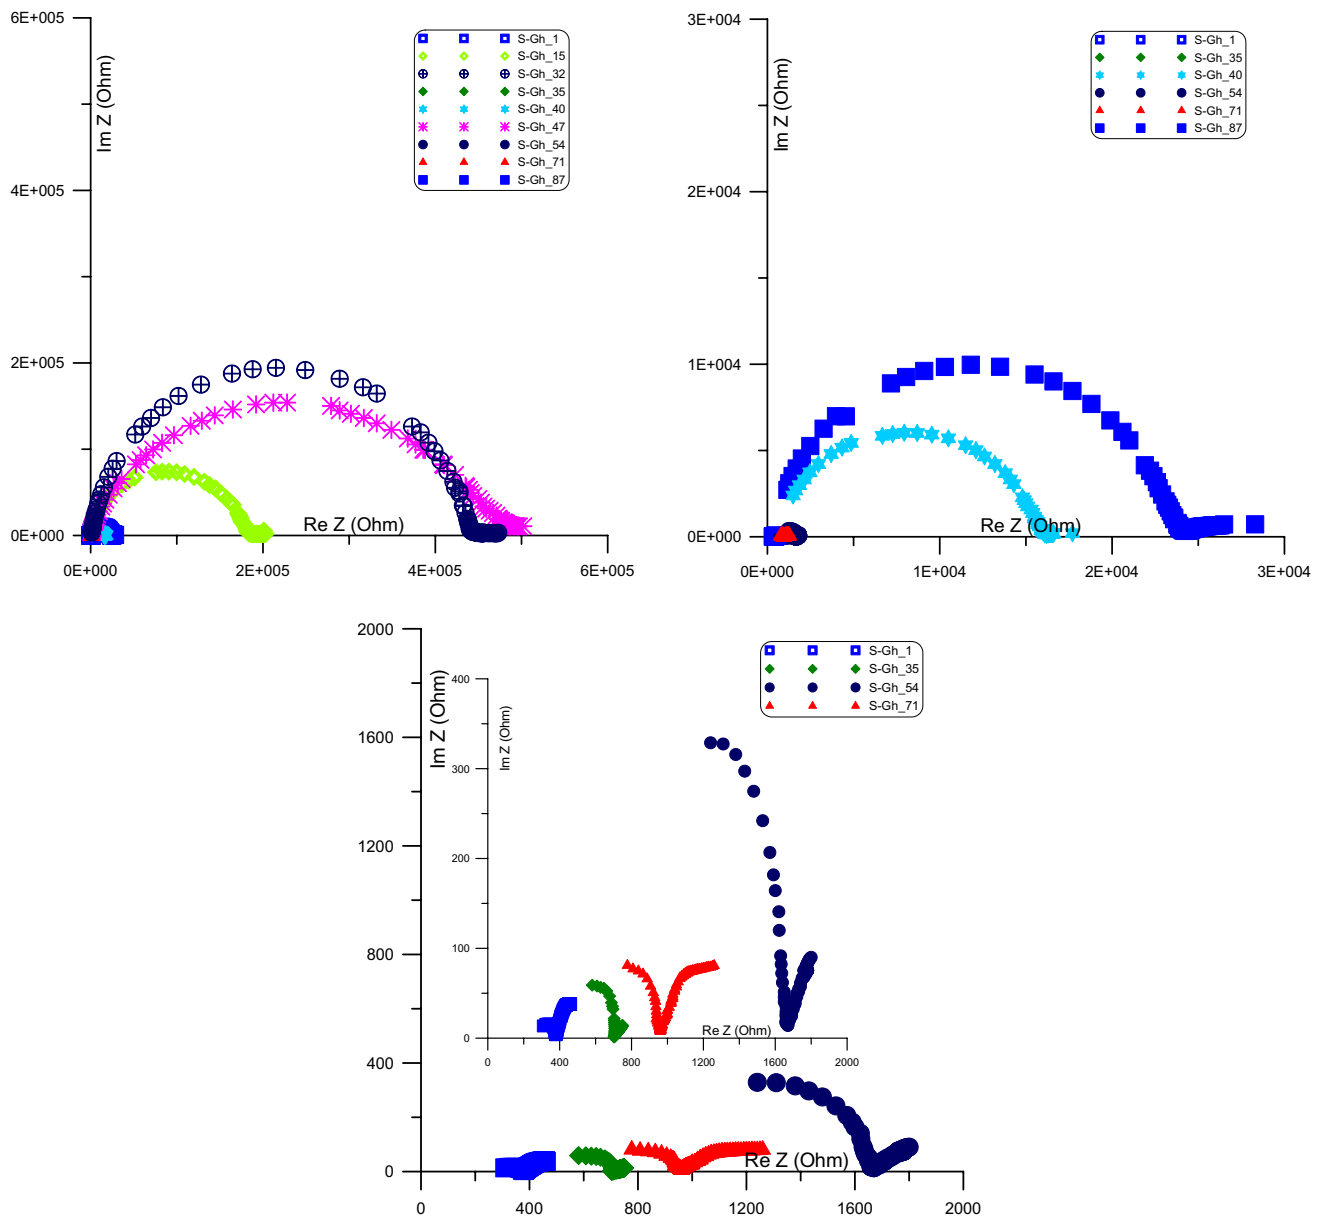 6E+005
4E+005
2E+005
0E+000
Im Z (Ohm)
S-Gh_1
S-Gh_15
S-Gh_32
S-Gh_35
S-Gh_40
S-Gh_47
S-Gh_54
S-Gh_71
S-Gh_87
Re Z (Ohm)
0E+000 2E+005 4E+005 6E+005
3E+004
2E+004
1E+004
0E+000
Im Z (Ohm)
S-Gh_1
S-Gh_35
S-Gh_40
S-Gh_54
S-Gh_71
S-Gh_87
Re Z (Ohm)
0E+000 1E+004 2E+004 3E+004
2000
1600
1200
800
400
0
Im Z (Ohm)
S-Gh_1
S-Gh_35
S-Gh_54
S-Gh_71
400
300
200
100
0
Im Z (Ohm)
Re Z (Ohm)
0 400 800 1200 1600 2000
Re Z (Ohm)
0 400 800 1200 1600 2000